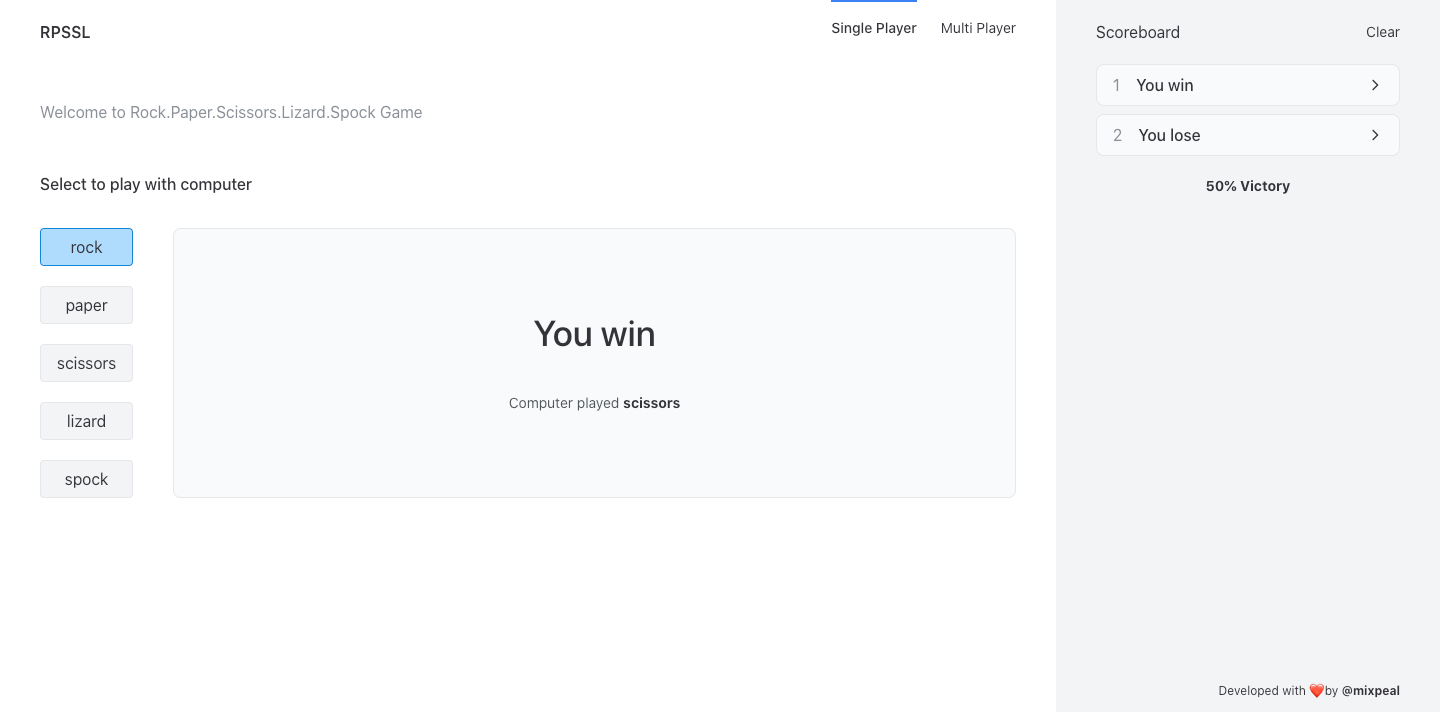 RPSSL
Single Player
Multi Player
Welcome to Rock.Paper.Scissors.Lizard.Spock Game
Select to play with computer
rock
paper
scissors
lizard
spock
You win
Computer played scissors
Scoreboard
Clear
1 You win
2 You lose
50% Victory
Developed with ❤️by @mixpeal